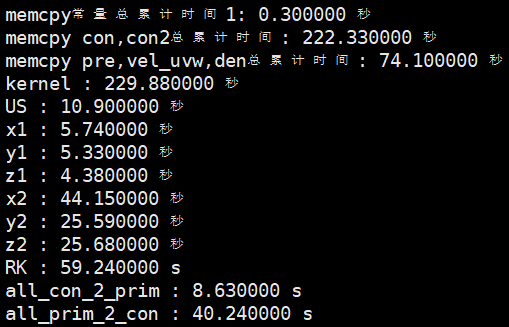 memcpy常量总累计时间1: 0.300000 秒
memcpy con,con2总累计时间 : 222.330000 秒
memcpy pre,vel_uvw,den总累计时间 : 74.100000 秒
kernel : 229.880000 秒
US : 10.900000 秒
x1 : 5.740000 秒
y1 : 5.330000 秒
z1 : 4.380000 秒
x2 : 44.150000 秒
y2 : 25.590000 秒
z2 : 25.680000 秒
RK : 59.240000 s
all_con_2_prim : 8.630000 s
all_prim_2_con : 40.240000 s